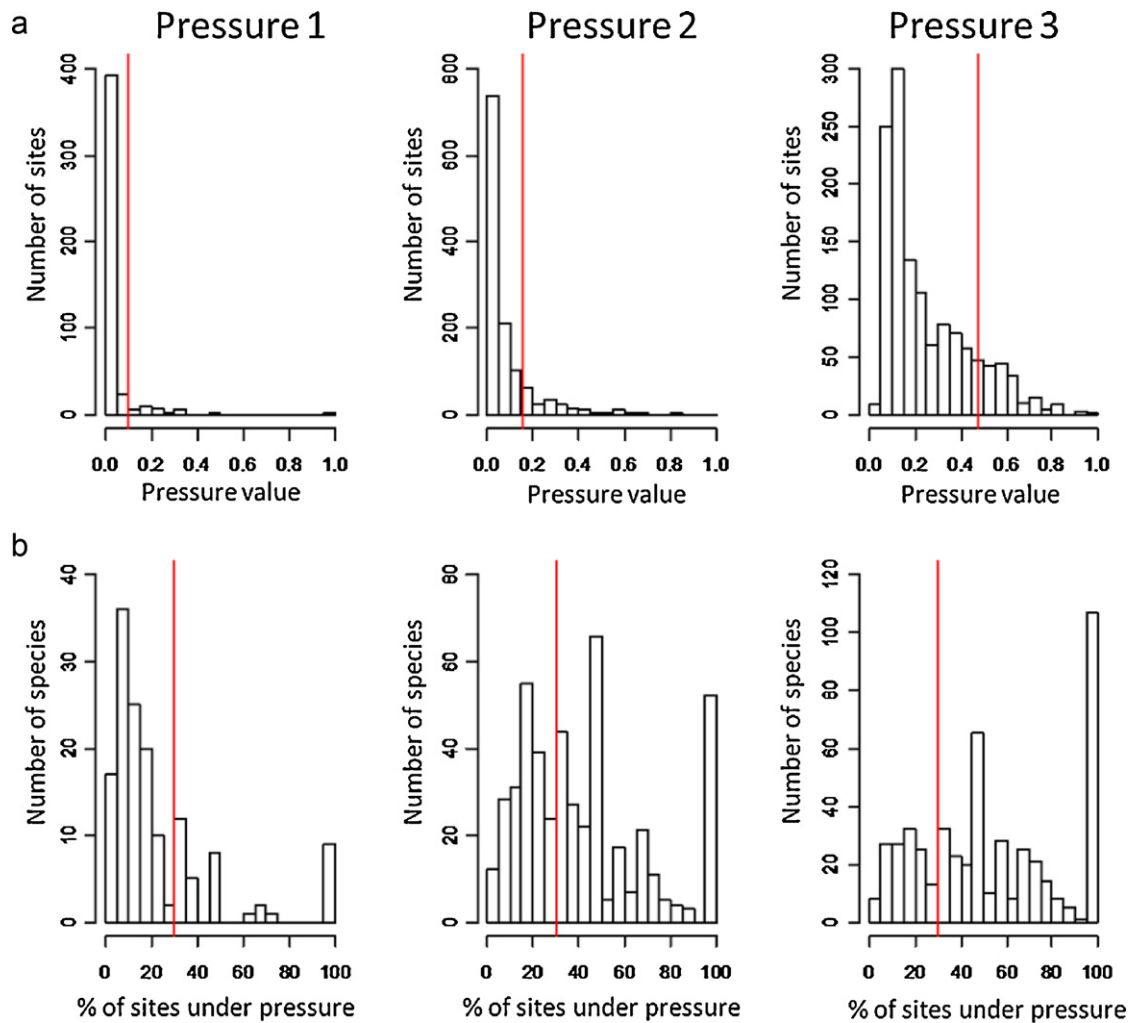 a
Pressure 1
Pressure 2
Pressure 3
Number of sites
0
100
200
300
400
0.0 0.2 0.4 0.6 0.8 1.0
Pressure value
Number of sites
0
200
400
600
800
0.0 0.2 0.4 0.6 0.8 1.0
Pressure value
Number of sites
0
50
100
150
200
250
300
0.0 0.2 0.4 0.6 0.8 1.0
Pressure value
b
Number of species
0
10
20
30
40
0 20 40 60 80 100
% of sites under pressure
Number of species
0
20
40
60
80
0 20 40 60 80 100
% of sites under pressure
Number of species
0
20
40
60
80
100
120
0 20 40 60 80 100
% of sites under pressure